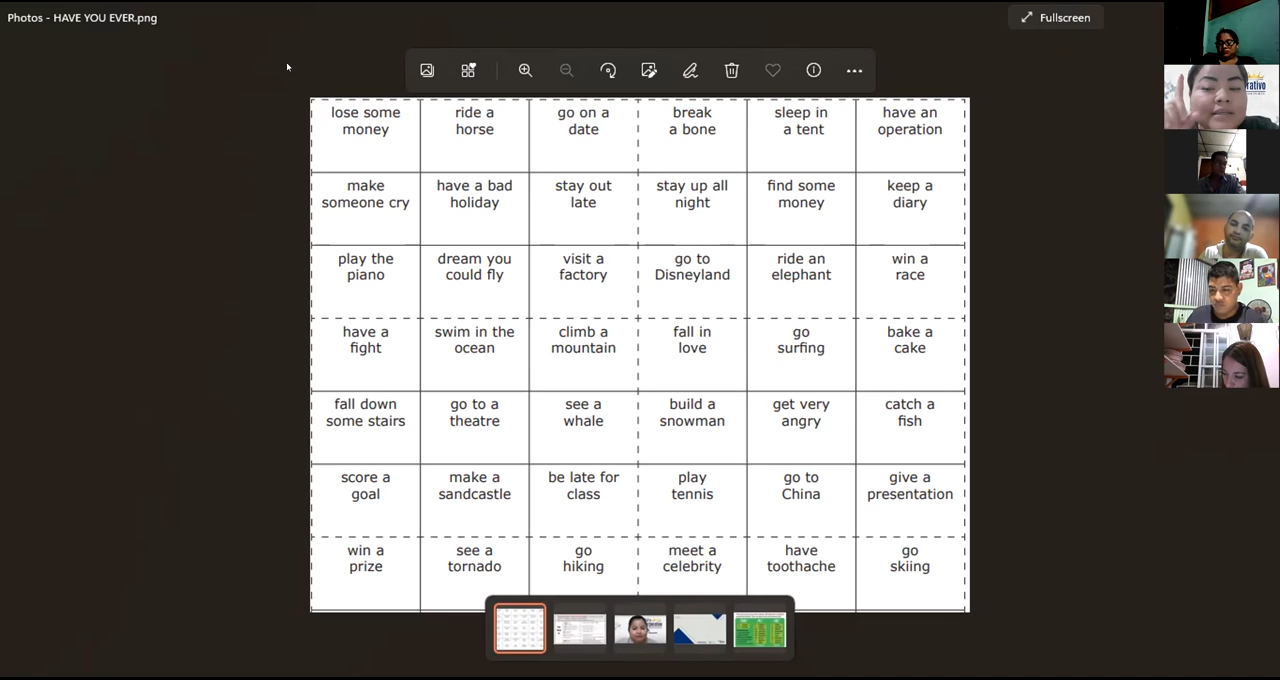 Photos - HAVE YOU EVER.png
Fullscreen
lose some
money
ride a
horse
go on a
date
break
a bone
sleep in
a tent
have an
operation
make
someone cry
have a bad
holiday
stay out
late
stay up all
night
find some
money
keep a
diary
play the
piano
dream you
could fly
visit a
factory
go to
Disneyland
ride an
elephant
win a
race
have a
fight
swim in the
ocean
climb a
mountain
fall in
love
go
surfing
bake a
cake
fall down
some stairs
go to a
theatre
see a
whale
build a
snowman
get very
angry
catch a
fish
score a
goal
make a
sandcastle
be late for
class
play
tennis
go to
China
give a
presentation
win a
prize
see a
tornado
go
hiking
meet a
celebrity
have
toothache
go
skiing